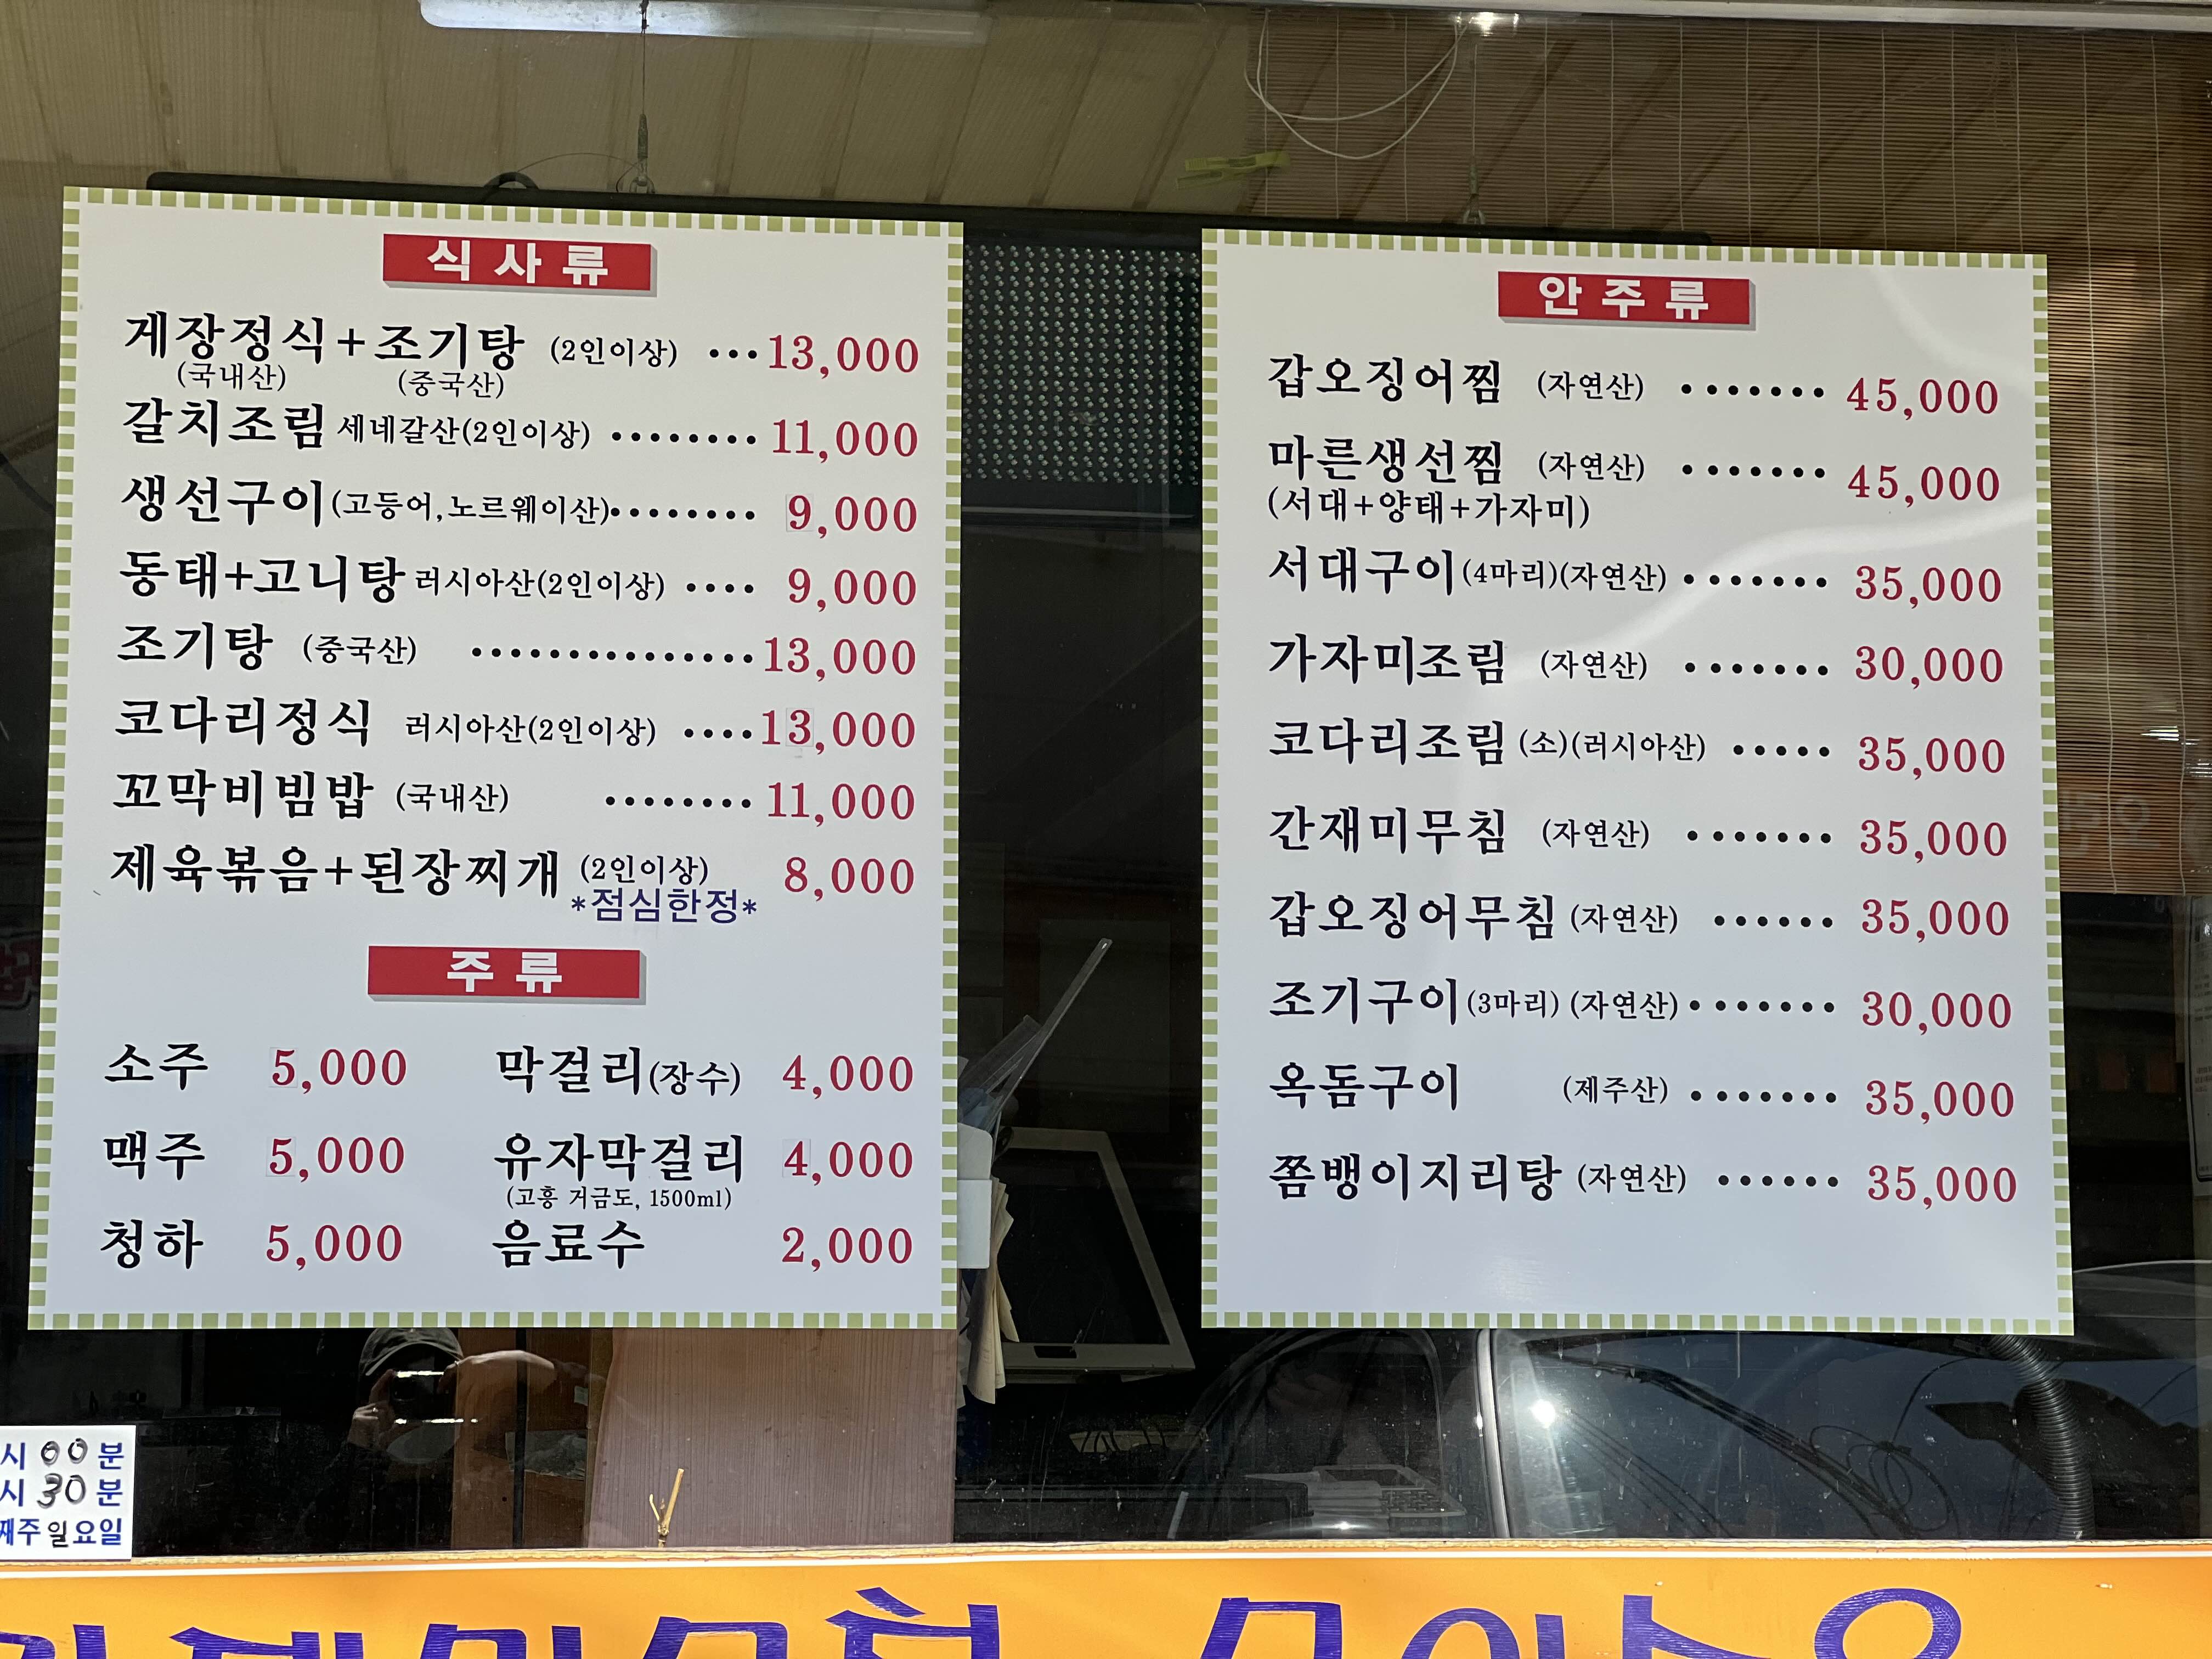 식사류
게장정식+조기탕 (2인이상) •••13,000
(국내산) (중국산)
갈치조림 세네갈산(2인이상) ••••••••11,000
생선구이(고등어,노르웨이산)•••••••• 9,000
동태+고니탕 러시아산(2인이상) •••• 9,000
조기탕 (중국산) •••••••••••••••13,000
코다리정식 러시아산(2인이상) ••••13,000
꼬막비빔밥 (국내산) ••••••••11,000
제육볶음+된장찌개 (2인이상) 8,000
*점심한정*
주류
소주 5,000 막걸리(장수) 4,000
맥주 5,000 유자막걸리 4,000
(고흥 거금도, 1500ml)
청하 5,000 음료수 2,000
안주류
갑오징어찜 (자연산) ••••••• 45,000
마른생선찜 (자연산) ••••••• 45,000
(서대+양태+가자미)
서대구이(4마리)(자연산) ••••••• 35,000
가자미조림 (자연산) ••••••• 30,000
코다리조림(소)(러시아산) ••••• 35,000
간재미무침 (자연산) ••••••• 35,000
갑오징어무침(자연산) •••••• 35,000
조기구이(3마리)(자연산)••••••• 30,000
옥돔구이 (제주산) ••••••• 35,000
쫌뱅이지리탕(자연산) •••••• 35,000
시 00분
시 30분
째주일요일